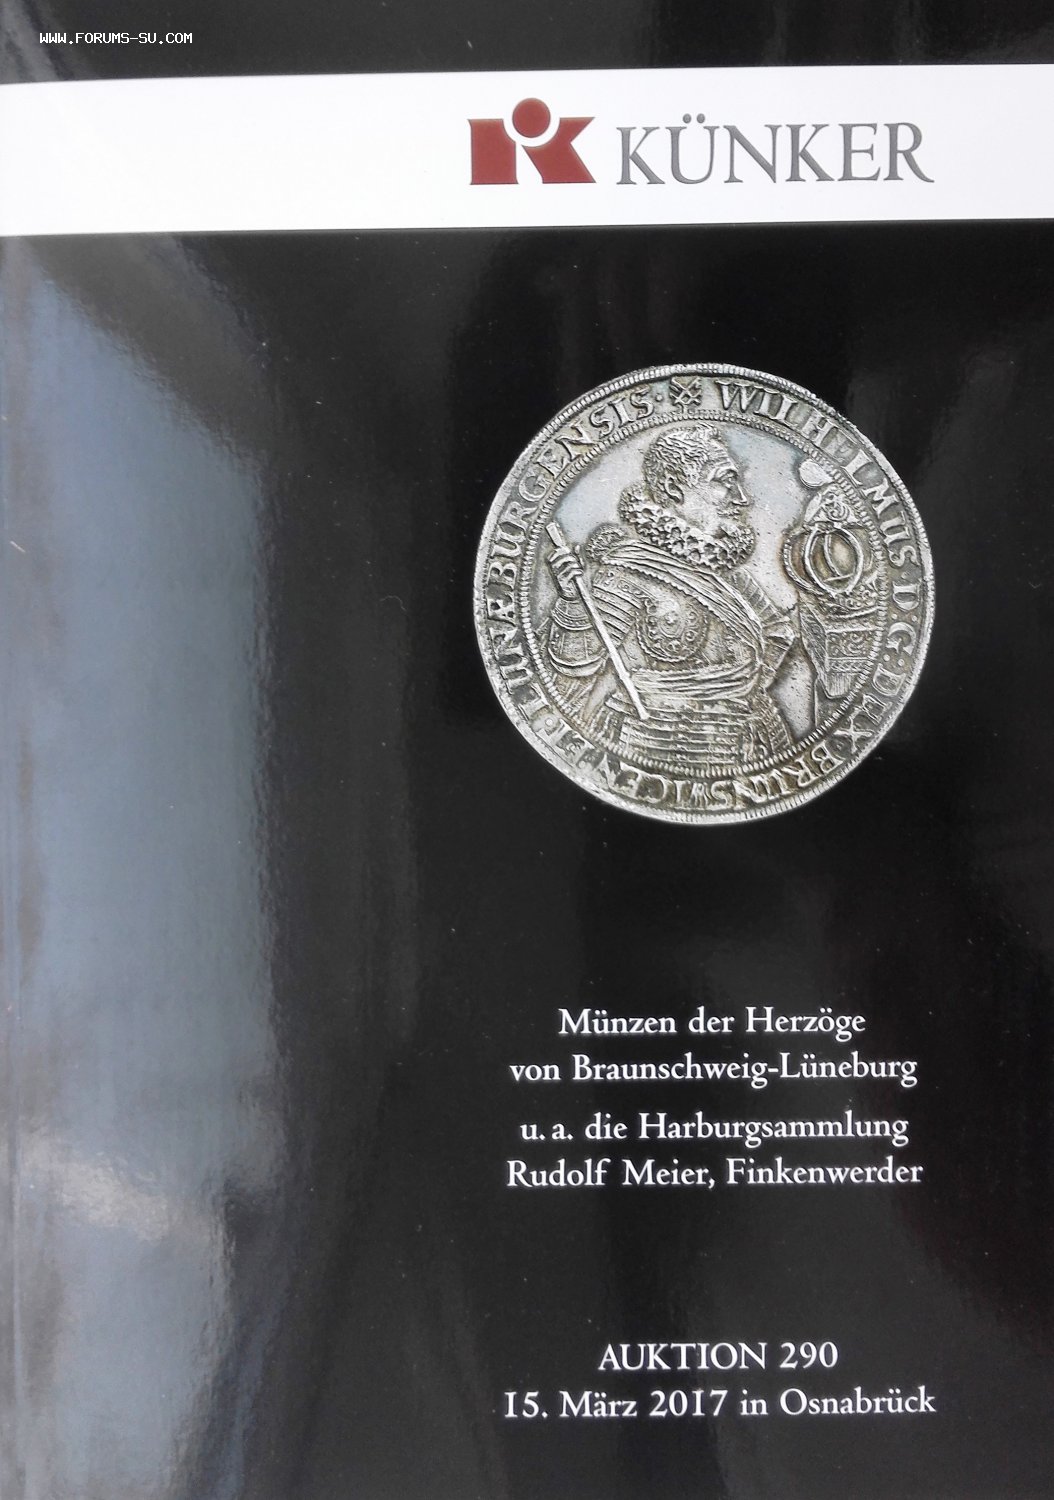 WWW.FORUMS-SU.COM
KÜNKER
WILHELMUS·D:G:DUX·BRUNSVICEN·ET·LUNÆBURGENSIS·
Münzen der Herzöge
von Braunschweig-Lüneburg
u. a. die Harburgsammlung
Rudolf Meier, Finkenwerder
AUKTION 290
15. März 2017 in Osnabrück